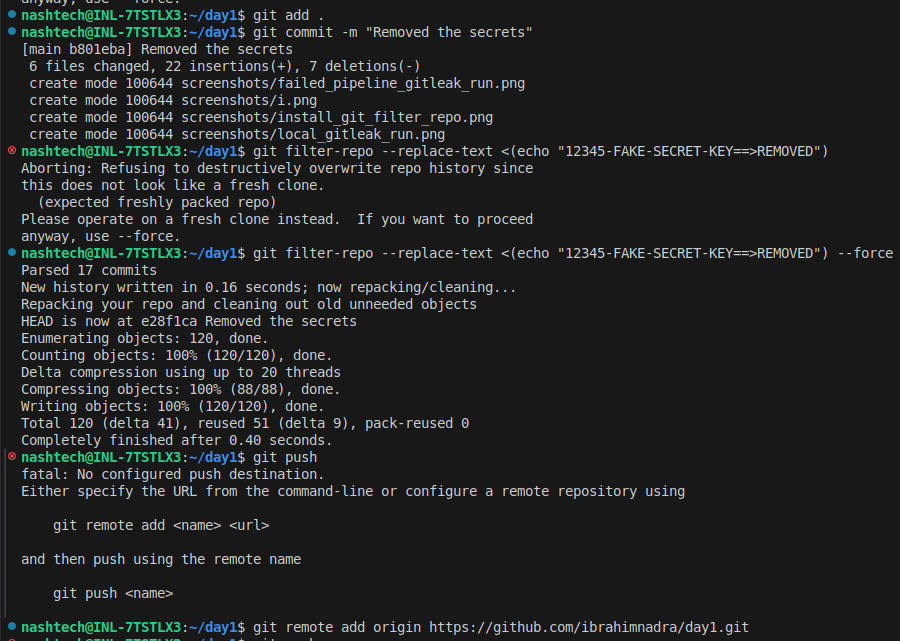 anyway, use --force.
nashtech@INL-7TSTLX3:~/day1$ git add .
nashtech@INL-7TSTLX3:~/day1$ git commit -m "Removed the secrets"
[main b801eba] Removed the secrets
 6 files changed, 22 insertions(+), 7 deletions(-)
 create mode 100644 screenshots/failed_pipeline_gitleak_run.png
 create mode 100644 screenshots/i.png
 create mode 100644 screenshots/install_git_filter_repo.png
 create mode 100644 screenshots/local_gitleak_run.png
nashtech@INL-7TSTLX3:~/day1$ git filter-repo --replace-text <(echo "12345-FAKE-SECRET-KEY==>REMOVED")
Aborting: Refusing to destructively overwrite repo history since
this does not look like a fresh clone.
  (expected freshly packed repo)
Please operate on a fresh clone instead.  If you want to proceed
anyway, use --force.
nashtech@INL-7TSTLX3:~/day1$ git filter-repo --replace-text <(echo "12345-FAKE-SECRET-KEY==>REMOVED") --force
Parsed 17 commits
New history written in 0.16 seconds; now repacking/cleaning...
Repacking your repo and cleaning out old unneeded objects
HEAD is now at e28f1ca Removed the secrets
Enumerating objects: 120, done.
Counting objects: 100% (120/120), done.
Delta compression using up to 20 threads
Compressing objects: 100% (88/88), done.
Writing objects: 100% (120/120), done.
Total 120 (delta 41), reused 51 (delta 9), pack-reused 0
Completely finished after 0.40 seconds.
nashtech@INL-7TSTLX3:~/day1$ git push
fatal: No configured push destination.
Either specify the URL from the command-line or configure a remote repository using

    git remote add <name> <url>

and then push using the remote name

    git push <name>

nashtech@INL-7TSTLX3:~/day1$ git remote add origin https://github.com/ibrahimnadra/day1.git